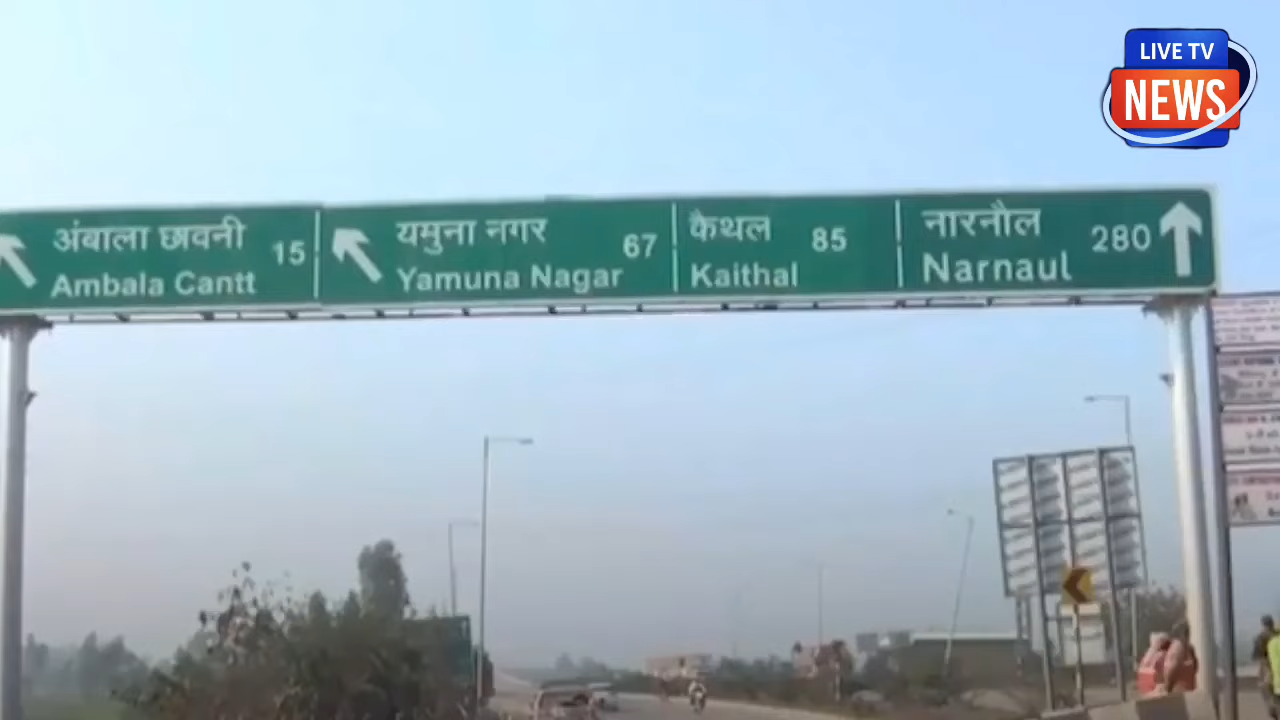 LIVE TV
NEWS
अंबाला छावनी 15
Ambala Cantt
यमुना नगर 67
Yamuna Nagar
कैथल 85
Kaithal
नारनौल 280
Narnaul